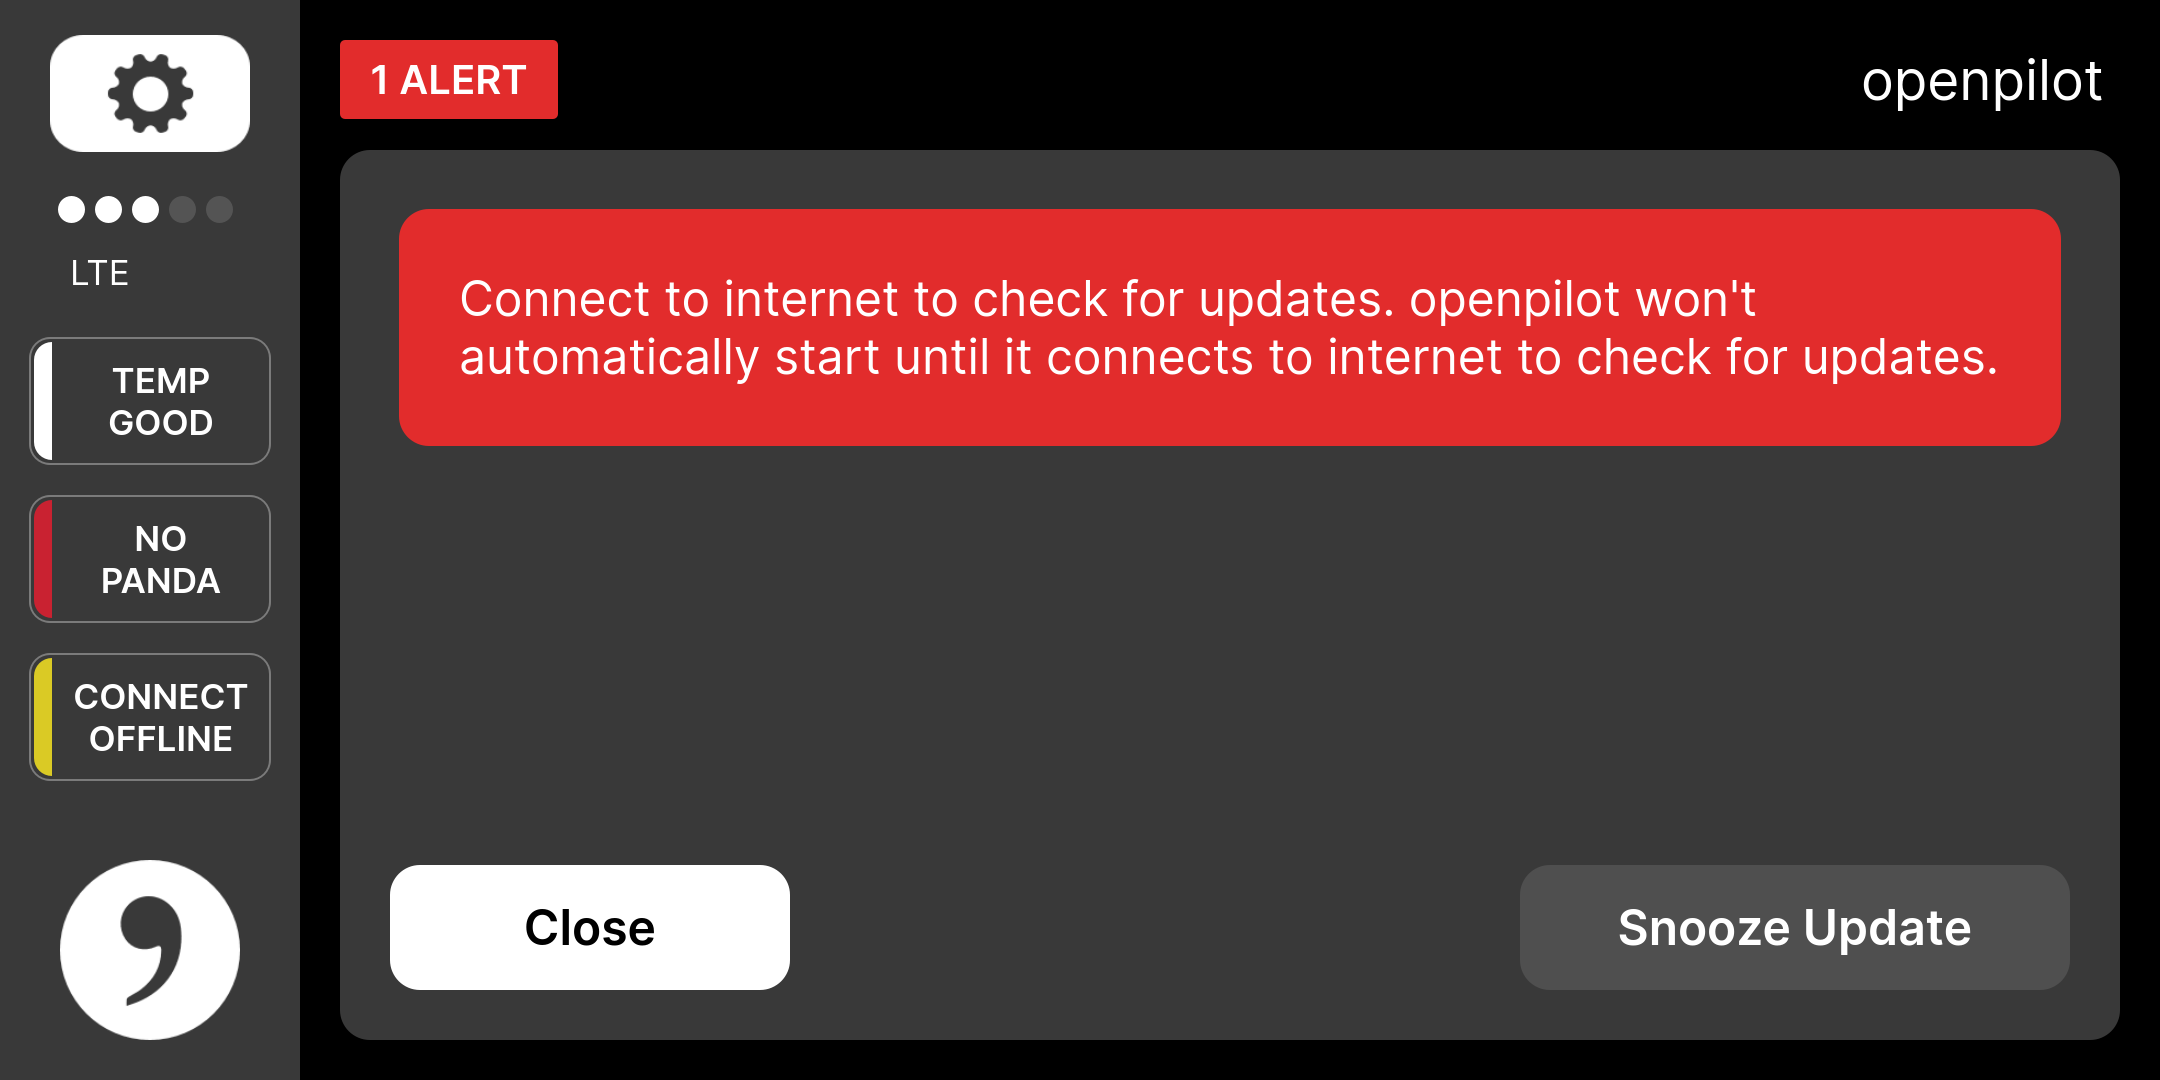 1 ALERT
openpilot
LTE
TEMP
GOOD
NO
PANDA
CONNECT
OFFLINE
Connect to internet to check for updates. openpilot won't
automatically start until it connects to internet to check for updates.
Close
Snooze Update